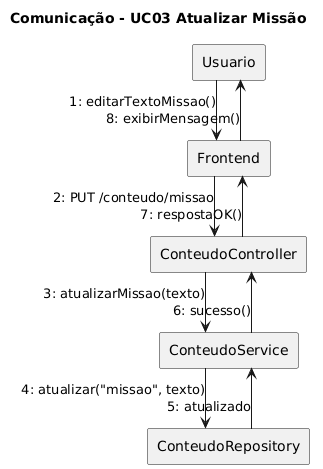 Comunicação - UC03 Atualizar Missão
Usuario
1: editarTextoMissao()
8: exibirMensagem()
Frontend
2: PUT /conteudo/missao
7: respostaOK()
ConteudoController
3: atualizarMissao(texto)
6: sucesso()
ConteudoService
4: atualizar("missao", texto)
5: atualizado
ConteudoRepository